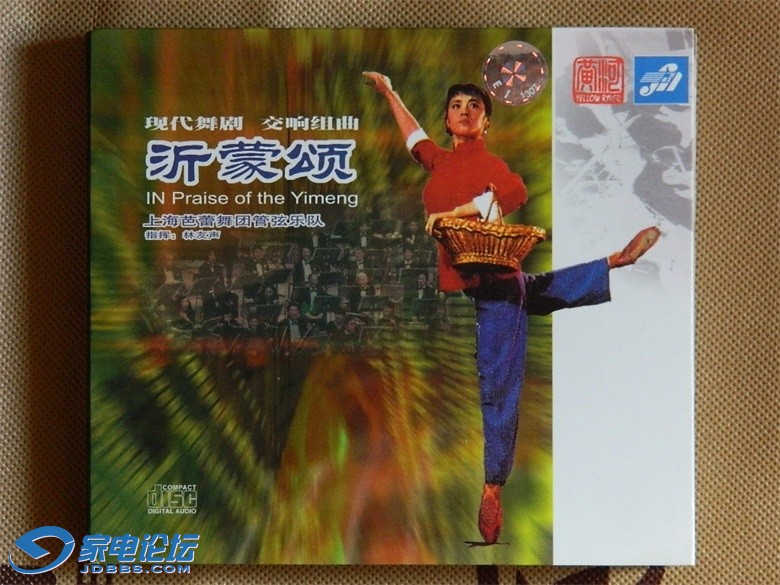 現代舞剧 交响组曲
沂蒙颂
IN Praise of the Yimeng
上海芭蕾舞团管弦乐队
指挥：林友声
黄河
YELLOW RIVER
COMPACT
disc
DIGITAL AUDIO
家电论坛
JDBBS.COM